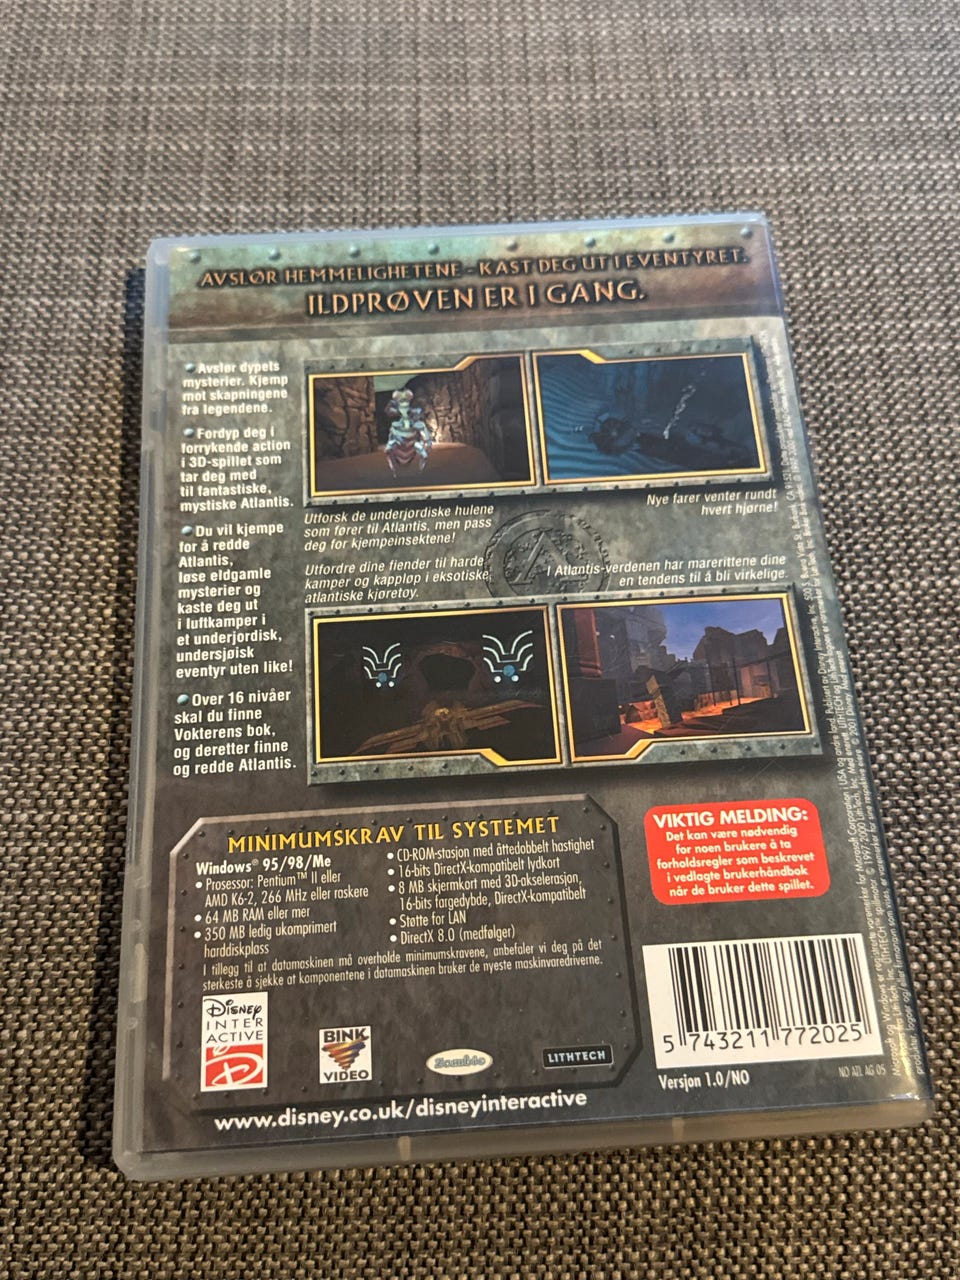 AVSLØR HEMMELIGHETENE - KAST DEG UT I EVENTYRET.
ILDPRØVEN ER I GANG.
Avslør dypets
mysterier. Kjemp
mot skapningene
fra legendene.
Fordyp deg i
forrykende action
i 3D-spillet som
tar deg med
til fantastiske,
mystiske Atlantis.
Du vil kjempe
for å redde
Atlantis,
løse eldgamle
mysterier og
kaste deg ut
i luftkamper i
et underjordisk,
undersjøisk
eventyr uten like!
Over 16 nivåer
skal du finne
Vokterens bok,
og deretter finne
og redde Atlantis.
Utforsk de underjordiske hulene
som fører til Atlantis, men pass
deg for kjempeinsektene!
Nye farer venter rundt
hvert hjørne!
Utfordre dine fiender til harde
kamper og kappløp i eksotiske
atlantiske kjøretøy.
I Atlantis-verdenen har marerittene dine
en tendens til å bli virkelige.
MINIMUMSKRAV TIL SYSTEMET
Windows® 95/98/Me
• Prosessor: Pentium™ II eller
AMD K6-2, 266 MHz eller raskere
• 64 MB RAM eller mer
• 350 MB ledig ukomprimert
harddiskplass
• CD-ROM-stasjon med åttedobbelt hastighet
• 16-bits DirectX-kompatibelt lydkort
• 8 MB skjermkort med 3D-akselerasjon,
16-bits fargedybde, DirectX-kompatibelt
• Støtte for LAN
• DirectX 8.0 (medfølger)
I tillegg til at datamaskinen må overholde minimumskravene, anbefaler vi deg på det
sterkeste å sjekke at komponentene i datamaskinen bruker de nyeste maskinvaredriverne.
VIKTIG MELDING:
Det kan være nødvendig
for noen brukere å ta
forholdsregler som beskrevet
i vedlagte brukerhåndbok
når de bruker dette spillet.
DISNEY
INTER
ACTIVE
BINK
VIDEO
LITHTECH
5 743211 772025
Versjon 1.0/NO
NO ATL AG 05
www.disney.co.uk/disneyinteractive